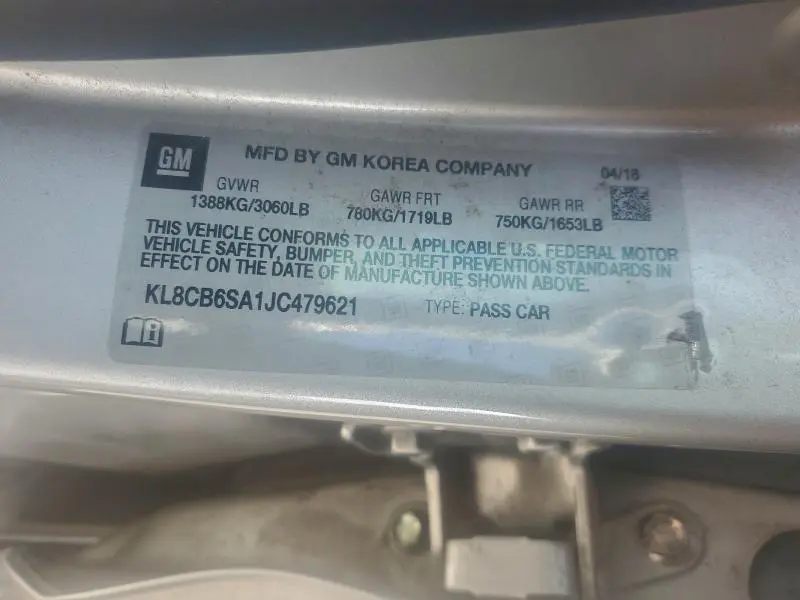 GM
MFD BY GM KOREA COMPANY
04/18
GVWR
GAWR FRT
GAWR RR
1388KG/3060LB
780KG/1719LB
750KG/1653LB
THIS VEHICLE CONFORMS TO ALL APPLICABLE U.S. FEDERAL MOTOR
VEHICLE SAFETY, BUMPER, AND THEFT PREVENTION STANDARDS IN
EFFECT ON THE DATE OF MANUFACTURE SHOWN ABOVE.
KL8CB6SA1JC479621
TYPE: PASS CAR